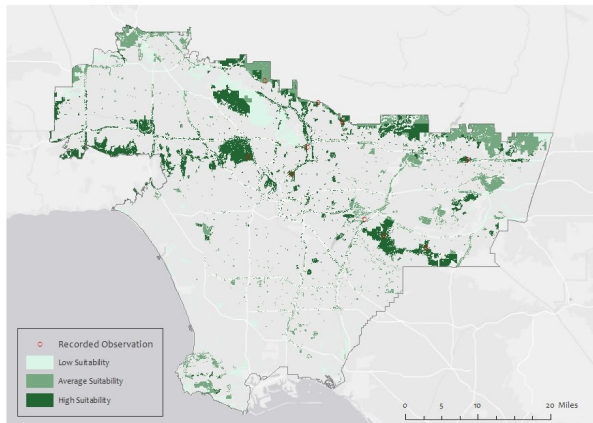 Recorded Observation
Low Suitability
Average Suitability
High Suitability
0 5 10 20 Miles